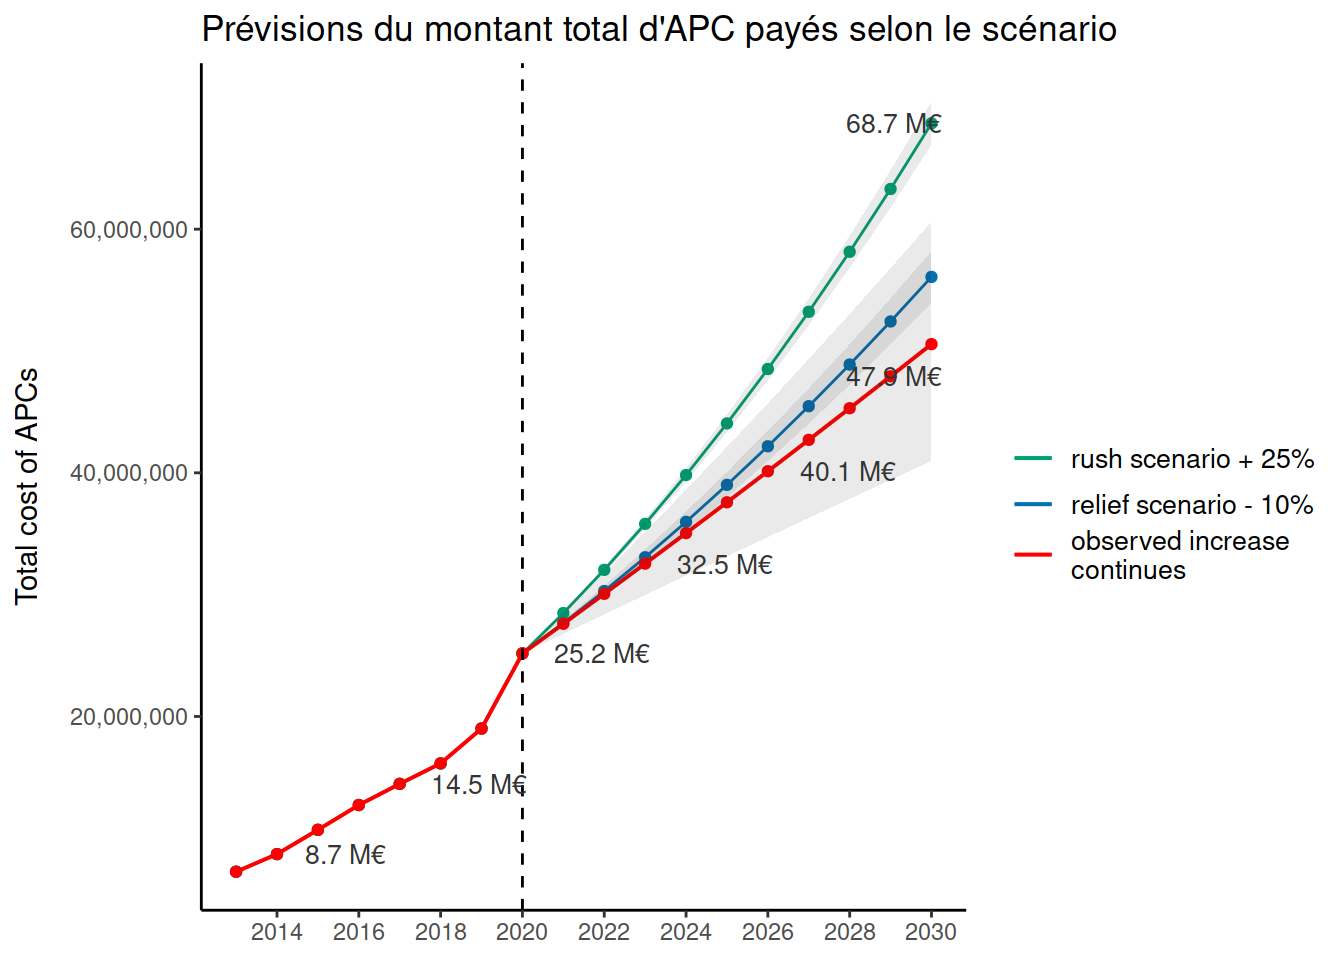 Prévisions du montant total d'APC payés selon le scénario
Total cost of APCs
60,000,000
40,000,000
20,000,000
68.7 M€
47.9 M€
40.1 M€
32.5 M€
25.2 M€
14.5 M€
8.7 M€
2014 2016 2018 2020 2022 2024 2026 2028 2030
rush scenario + 25%
relief scenario - 10%
observed increase
continues